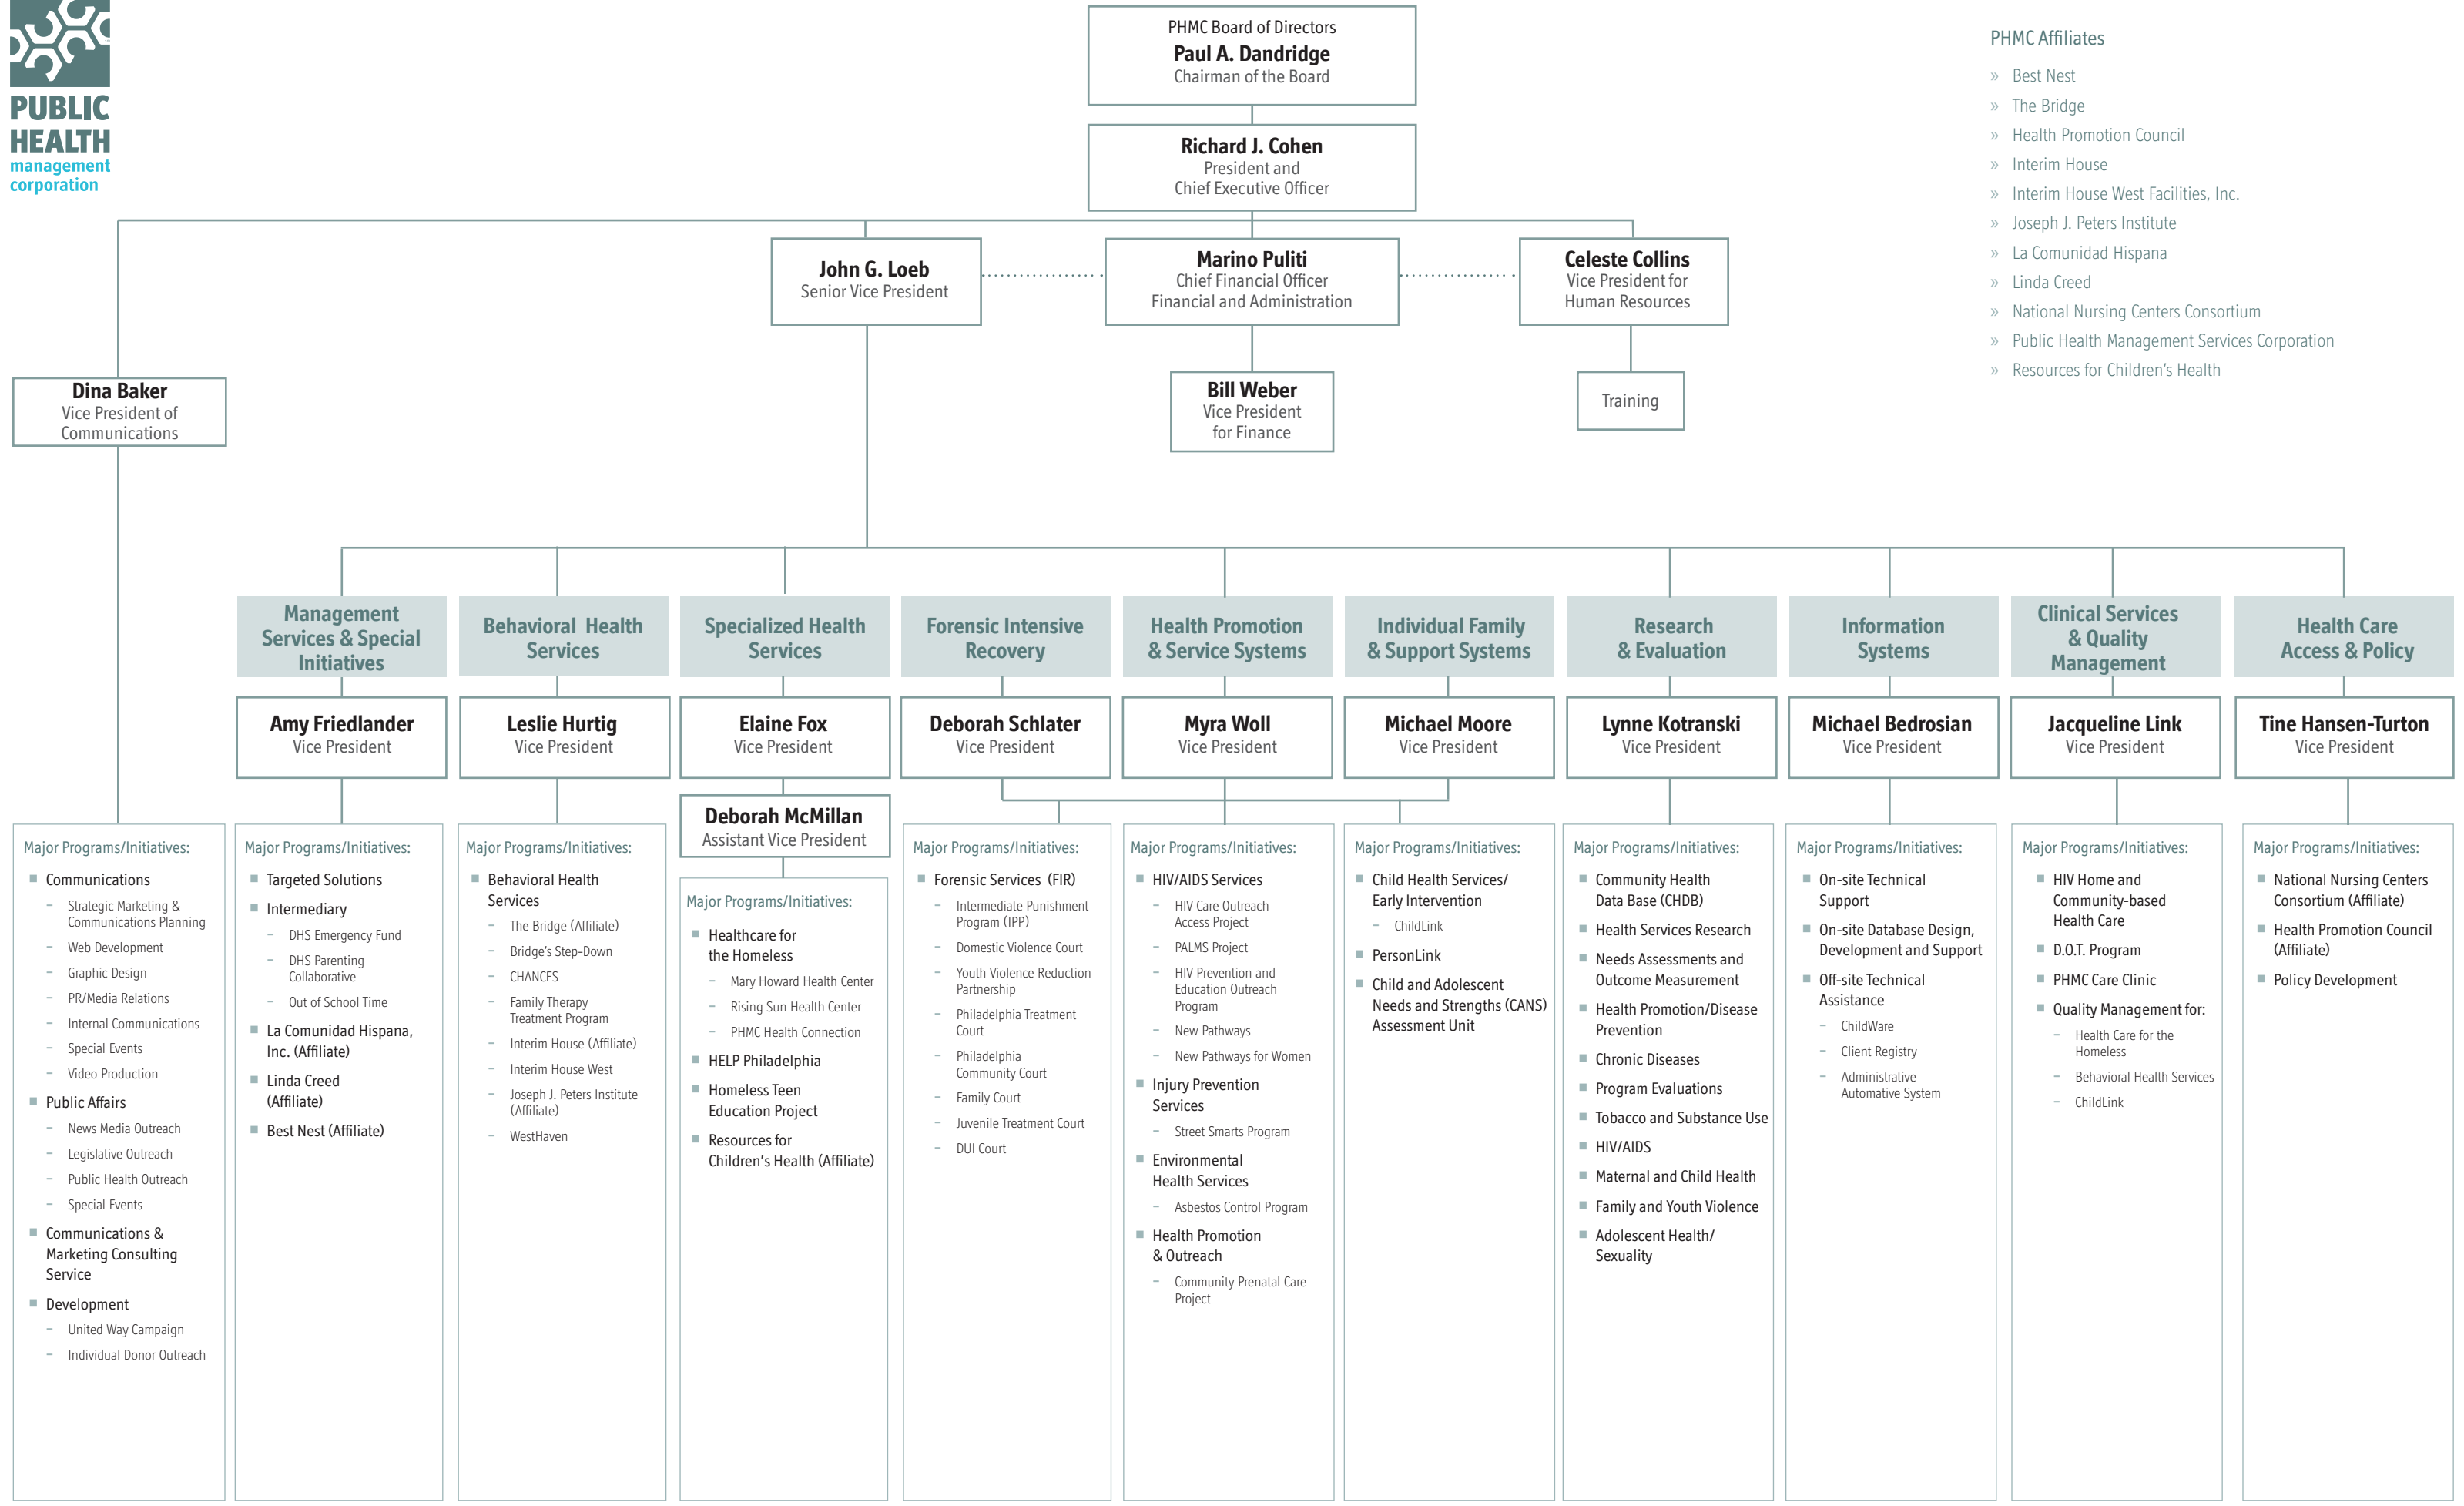 PUBLIC
HEALTH
management
corporation
PHMC Board of Directors
Paul A. Dandridge
Chairman of the Board
Richard J. Cohen
President and
Chief Executive Officer
PHMC Affiliates
» Best Nest
» The Bridge
» Health Promotion Council
» Interim House
» Interim House West Facilities, Inc.
» Joseph J. Peters Institute
» La Comunidad Hispana
» Linda Creed
» National Nursing Centers Consortium
» Public Health Management Services Corporation
» Resources for Children's Health
John G. Loeb
Senior Vice President
Marino Puliti
Chief Financial Officer
Financial and Administration
Celeste Collins
Vice President for
Human Resources
Dina Baker
Vice President of
Communications
Bill Weber
Vice President
for Finance
Training
Management
Services & Special
Initiatives
Behavioral Health
Services
Specialized Health
Services
Forensic Intensive
Recovery
Health Promotion
& Service Systems
Individual Family
& Support Systems
Research
& Evaluation
Information
Systems
Clinical Services
& Quality
Management
Health Care
Access & Policy
Amy Friedlander
Vice President
Leslie Hurtig
Vice President
Elaine Fox
Vice President
Deborah Schlater
Vice President
Myra Woll
Vice President
Michael Moore
Vice President
Lynne Kotranski
Vice President
Michael Bedrosian
Vice President
Jacqueline Link
Vice President
Tine Hansen-Turton
Vice President
Deborah McMillan
Assistant Vice President
Major Programs/Initiatives:
Communications
– Strategic Marketing &
Communications Planning
– Web Development
– Graphic Design
– PR/Media Relations
– Internal Communications
– Special Events
– Video Production
Public Affairs
– News Media Outreach
– Legislative Outreach
– Public Health Outreach
– Special Events
Communications &
Marketing Consulting
Service
Development
– United Way Campaign
– Individual Donor Outreach
Major Programs/Initiatives:
Targeted Solutions
Intermediary
– DHS Emergency Fund
– DHS Parenting
Collaborative
– Out of School Time
La Comunidad Hispana,
Inc. (Affiliate)
Linda Creed
(Affiliate)
Best Nest (Affiliate)
Major Programs/Initiatives:
Behavioral Health
Services
– The Bridge (Affiliate)
– Bridge's Step-Down
– CHANCES
– Family Therapy
Treatment Program
– Interim House (Affiliate)
– Interim House West
– Joseph J. Peters Institute
(Affiliate)
– WestHaven
Major Programs/Initiatives:
Healthcare for
the Homeless
– Mary Howard Health Center
– Rising Sun Health Center
– PHMC Health Connection
HELP Philadelphia
Homeless Teen
Education Project
Resources for
Children's Health (Affiliate)
Major Programs/Initiatives:
Forensic Services (FIR)
– Intermediate Punishment
Program (IPP)
– Domestic Violence Court
– Youth Violence Reduction
Partnership
– Philadelphia Treatment
Court
– Philadelphia
Community Court
– Family Court
– Juvenile Treatment Court
– DUI Court
Major Programs/Initiatives:
HIV/AIDS Services
– HIV Care Outreach
Access Project
– PALMS Project
– HIV Prevention and
Education Outreach
Program
– New Pathways
– New Pathways for Women
Injury Prevention
Services
– Street Smarts Program
Environmental
Health Services
– Asbestos Control Program
Health Promotion
& Outreach
– Community Prenatal Care
Project
Major Programs/Initiatives:
Child Health Services/
Early Intervention
– ChildLink
PersonLink
Child and Adolescent
Needs and Strengths (CANS)
Assessment Unit
Major Programs/Initiatives:
Community Health
Data Base (CHDB)
Health Services Research
Needs Assessments and
Outcome Measurement
Health Promotion/Disease
Prevention
Chronic Diseases
Program Evaluations
Tobacco and Substance Use
HIV/AIDS
Maternal and Child Health
Family and Youth Violence
Adolescent Health/
Sexuality
Major Programs/Initiatives:
On-site Technical
Support
On-site Database Design,
Development and Support
Off-site Technical
Assistance
– ChildWare
– Client Registry
– Administrative
Automative System
Major Programs/Initiatives:
HIV Home and
Community-based
Health Care
D.O.T. Program
PHMC Care Clinic
Quality Management for:
– Health Care for the
Homeless
– Behavioral Health Services
– ChildLink
Major Programs/Initiatives:
National Nursing Centers
Consortium (Affiliate)
Health Promotion Council
(Affiliate)
Policy Development